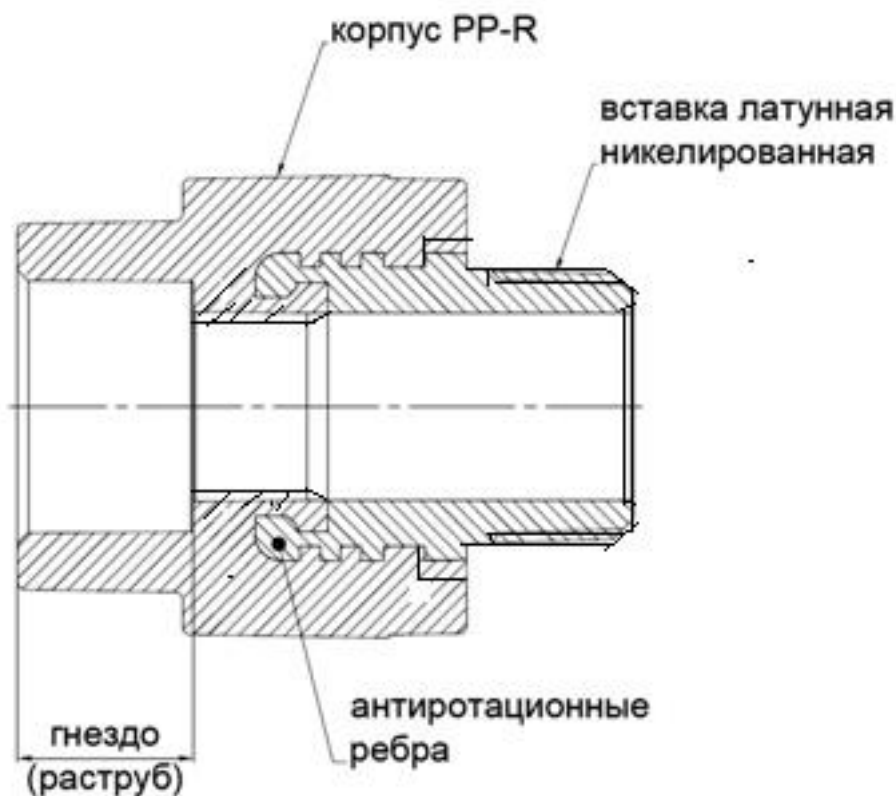 корпус PP-R
вставка латунная
никелированная
антиротационные
ребра
гнездо
(раструб)